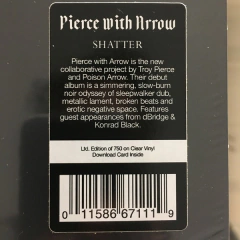 Pierce with Arrow
SHATTER
Pierce with Arrow is the new
collaborative project by Troy Pierce
and Poison Arrow. Their debut
album is a simmering, slow-burn
noir odyssey of sleepwalker dub,
metallic lament, broken beats and
erotic negative space. Features
guest appearances from dBridge &
Konrad Black.
Ltd. Edition of 750 on Clear Vinyl
Download Card Inside
0 11586 67111 9